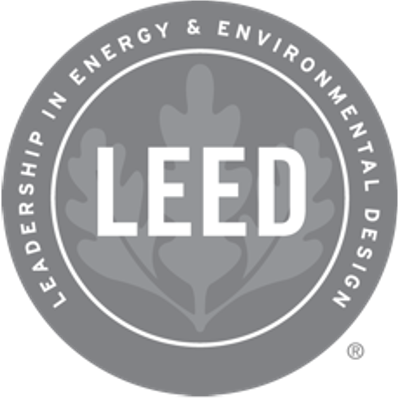 LEADERSHIP IN ENERGY & ENVIRONMENTAL DESIGN
LEED
®